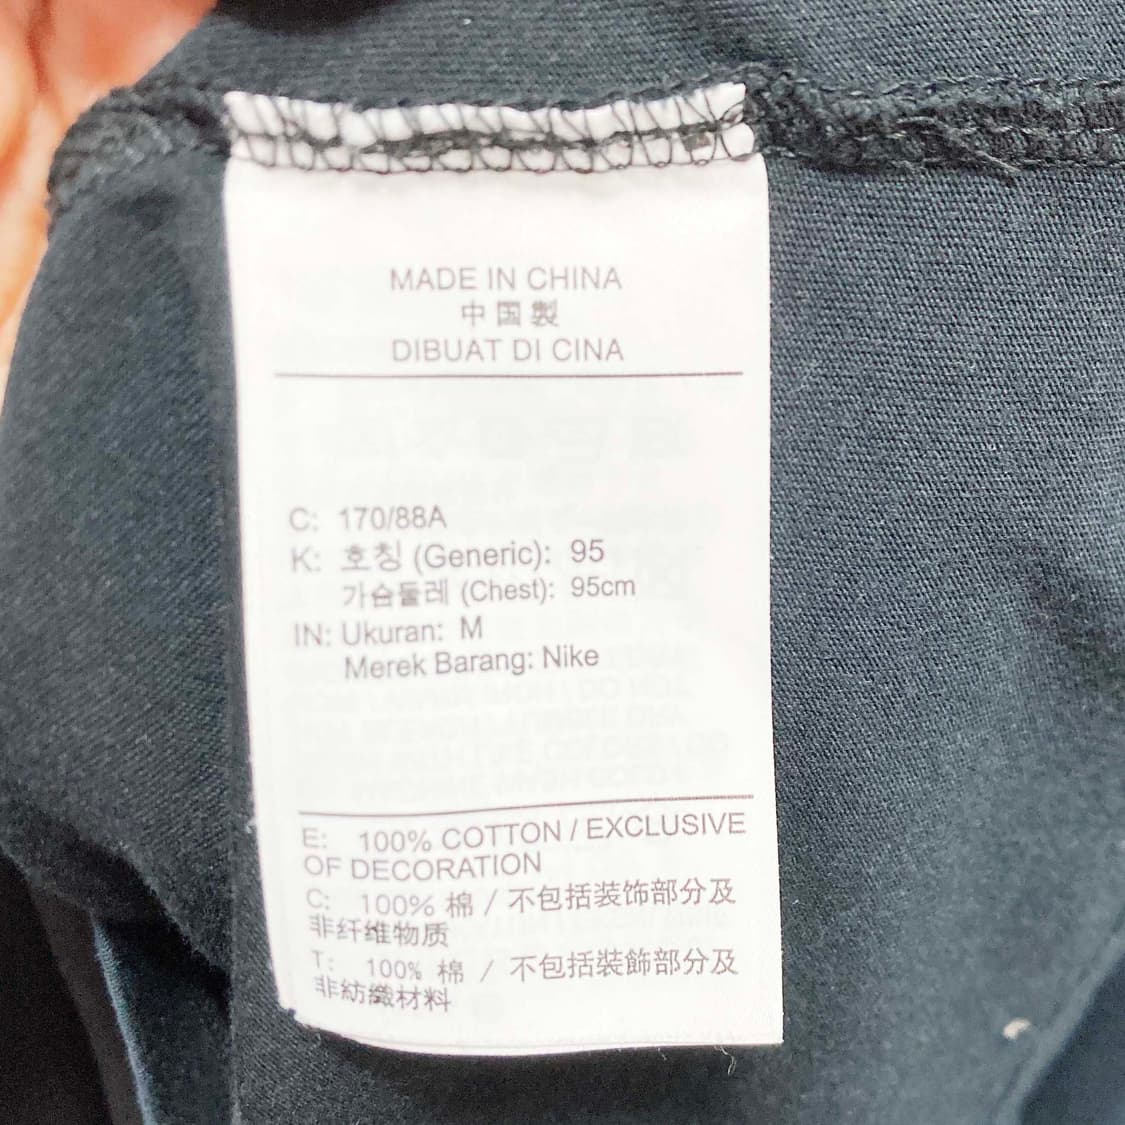 MADE IN CHINA
中国製
DIBUAT DI CINA
C: 170/88A
K: 호칭 (Generic): 95
가슴둘레 (Chest): 95cm
IN: Ukuran: M
Merek Barang: Nike
E: 100% COTTON / EXCLUSIVE
OF DECORATION
C: 100% 棉 / 不包括装饰部分及
非纤维物质
T: 100% 棉 / 不包括裝飾部分及
非紡織材料